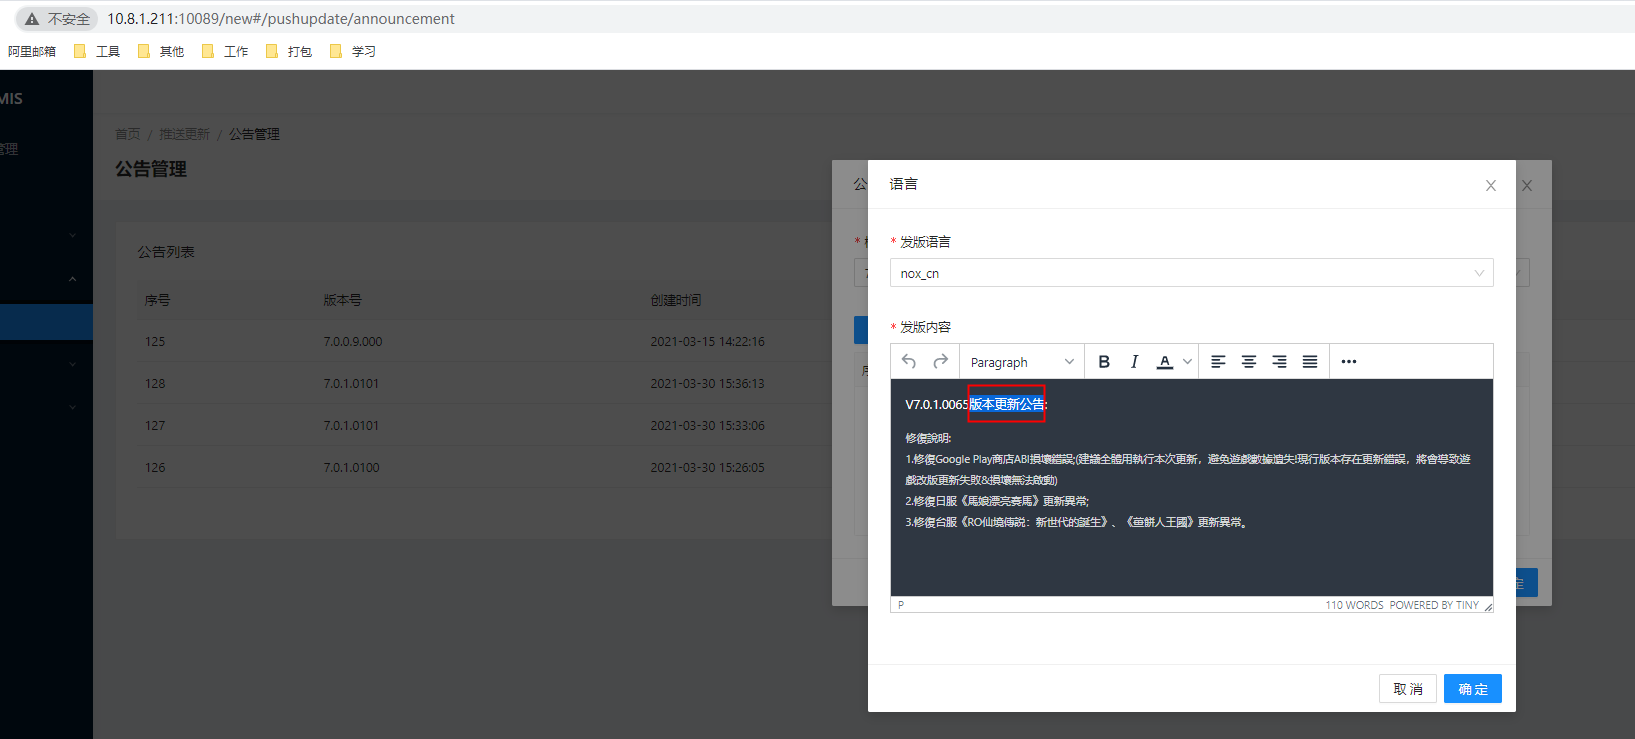 不安全 10.8.1.211:10089/new#/pushupdate/announcement
阿里邮箱 工具 其他 工作 打包 学习
MIS
管理
首页 / 推送更新 / 公告管理
公告管理
公告列表
序号 版本号 创建时间
125 7.0.0.9.000 2021-03-15 14:22:16
128 7.0.1.0101 2021-03-30 15:36:13
127 7.0.1.0101 2021-03-30 15:33:06
126 7.0.1.0100 2021-03-30 15:26:05
公
语言
* 发版语言
nox_cn
* 发版内容
Paragraph B I A
V7.0.1.0065版本更新公告:
修復說明:
1.修復Google Play商店ABI損壞錯誤;(建議全體用執行本次更新，避免遊戲數據遺失!現行版本存在更新錯誤，將會導致遊
戲改版更新失敗&損壞無法啟動)
2.修復日服《馬娘漂亮賽馬》更新異常;
3.修復台服《RO仙境傳說：新世代的誕生》、《薑餅人王國》更新異常。
P 110 WORDS POWERED BY TINY
取消 确定
定